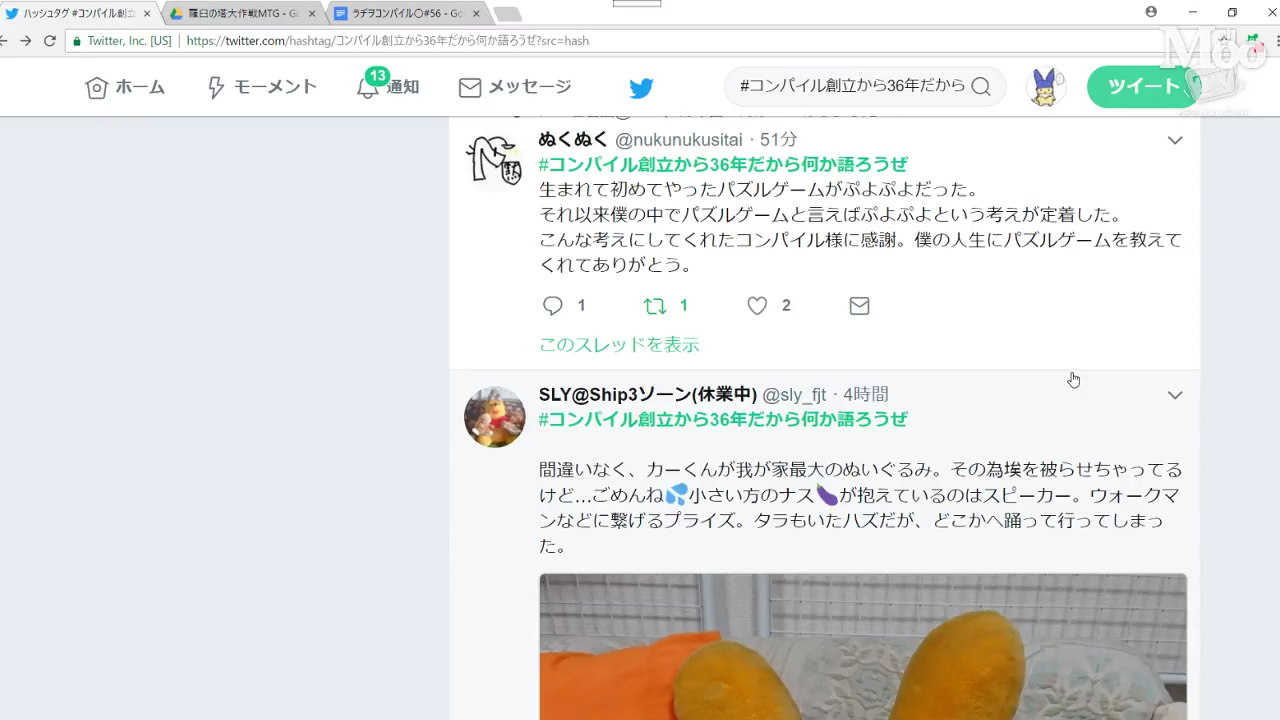 ハッシュタグ #コンパイル創立
羅臼の塔大作戦MTG - Go
ラヂヲコンパイル〇#56 - Go
Twitter, Inc. [US] | https://twitter.com/hashtag/コンパイル創立から36年だから何か語ろうぜ?src=hash
Moo
ホーム
モーメント
13
通知
メッセージ
#コンパイル創立から36年だから
ツイート
ぬくぬく @nukunukusitai · 51分
#コンパイル創立から36年だから何か語ろうぜ
生まれて初めてやったパズルゲームがぷよぷよだった。
それ以来僕の中でパズルゲームと言えばぷよぷよという考えが定着した。
こんな考えにしてくれたコンパイル様に感謝。僕の人生にパズルゲームを教えて
くれてありがとう。
1 1 2
このスレッドを表示
SLY@Ship3ソーン(休業中) @sly_fjt · 4時間
#コンパイル創立から36年だから何か語ろうぜ
間違いなく、カーくんが我が家最大のぬいぐるみ。その為埃を被らせちゃってる
けど…ごめんね💦小さい方のナス🍆が抱えているのはスピーカー。ウォークマ
ンなどに繋げるプライズ。タラもいたハズだが、どこかへ踊って行ってしまっ
た。